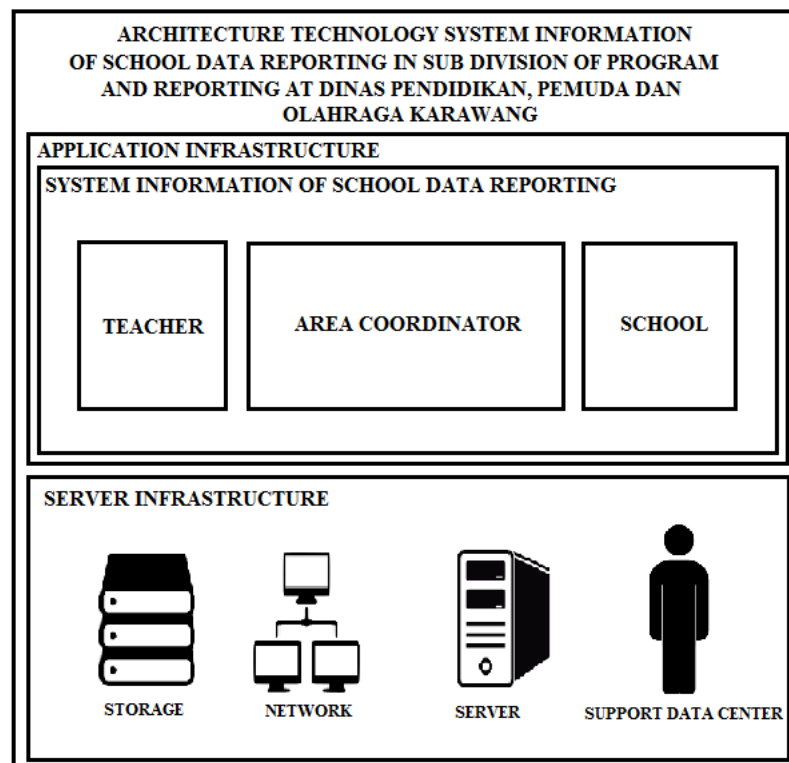 ARCHITECTURE TECHNOLOGY SYSTEM INFORMATION
OF SCHOOL DATA REPORTING IN SUB DIVISION OF PROGRAM
AND REPORTING AT DINAS PENDIDIKAN, PEMUDA DAN
OLAHRAGA KARAWANG
APPLICATION INFRASTRUCTURE
SYSTEM INFORMATION OF SCHOOL DATA REPORTING
TEACHER
AREA COORDINATOR
SCHOOL
SERVER INFRASTRUCTURE
STORAGE
NETWORK
SERVER
SUPPORT DATA CENTER